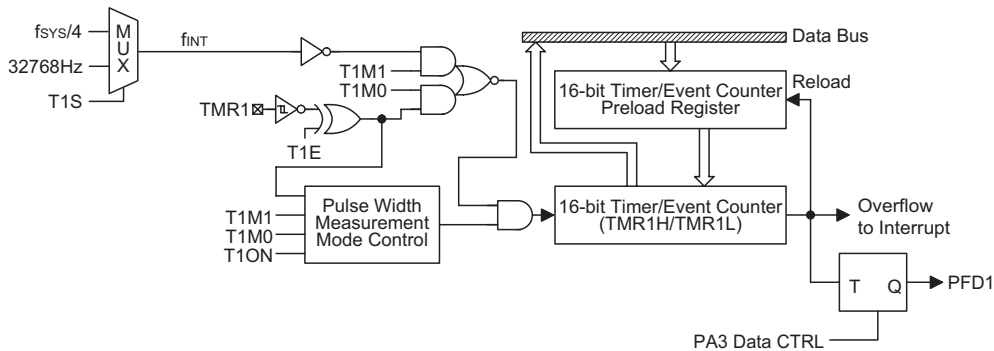 fSYS/4
32768Hz
T1S
M
U
X
fINT
T1M1
T1M0
TMR1
T1E
T1M1
T1M0
T1ON
Pulse Width
Measurement
Mode Control
Data Bus
16-bit Timer/Event Counter
Preload Register
Reload
16-bit Timer/Event Counter
(TMR1H/TMR1L)
Overflow
to Interrupt
T Q
PFD1
PA3 Data CTRL